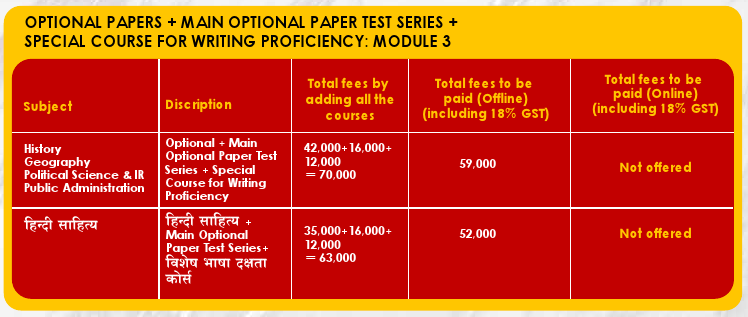 OPTIONAL PAPERS + MAIN OPTIONAL PAPER TEST SERIES +
SPECIAL COURSE FOR WRITING PROFICIENCY: MODULE 3
Subject
Discription
Total fees by
adding all the
courses
Total fees to be
paid (Offline)
(including 18% GST)
Total fees to be
paid (Online)
(including 18% GST)
History
Geography
Political Science & IR
Public Administration
Optional + Main
Optional Paper Test
Series + Special
Course for Writing
Proficiency
42,000+16,000+
12,000
= 70,000
59,000
Not offered
हिन्दी साहित्य
हिन्दी साहित्य +
Main Optional
Paper Test Series+
विशेष भाषा दक्षता
कोर्स
35,000+16,000+
12,000
= 63,000
52,000
Not offered